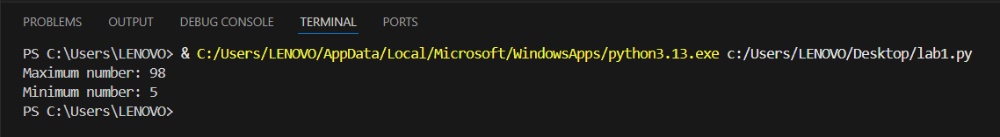 PROBLEMS OUTPUT DEBUG CONSOLE TERMINAL PORTS
PS C:\Users\LENOVO> & C:/Users/LENOVO/AppData/Local/Microsoft/WindowsApps/python3.13.exe c:/Users/LENOVO/Desktop/lab1.py
Maximum number: 98
Minimum number: 5
PS C:\Users\LENOVO>